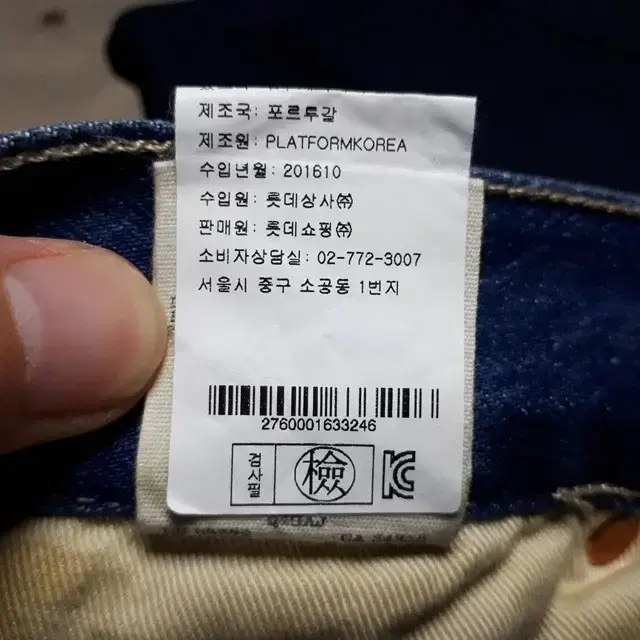 제조국: 포르투갈
제조원: PLATFORMKOREA
수입년월: 201610
수입원: 롯데상사㈜
판매원: 롯데쇼핑㈜
소비자상담실: 02-772-3007
서울시 중구 소공동 1번지
2760001633246
검사필 檢 KC